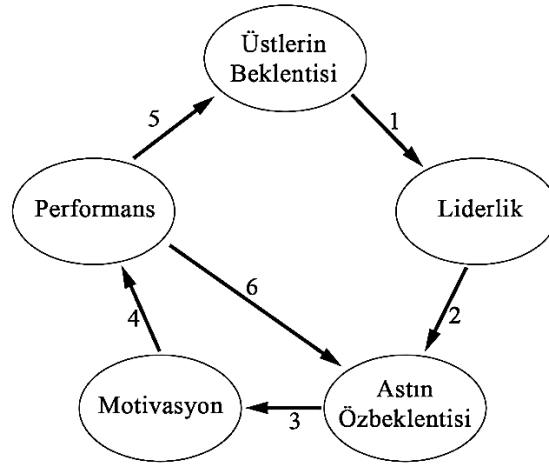 Üstlerin
Beklentisi
5
1
Performans
Liderlik
6
2
4
Motivasyon
3
Astın
Özbeklentisi